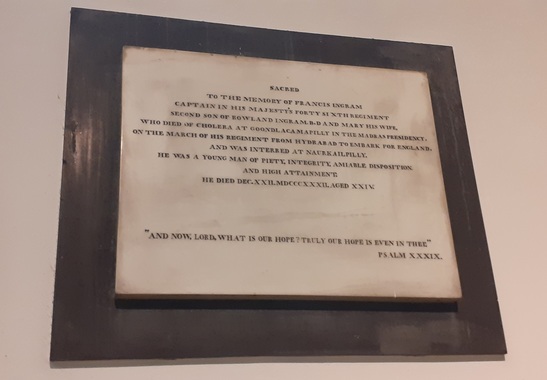 SACRED
TO THE MEMORY OF FRANCIS INGRAM
CAPTAIN IN HIS MAJESTY'S FORTY SIXTH REGIMENT
SECOND SON OF ROWLAND INGRAM. B·D AND MARY HIS WIFE,
WHO DIED OF CHOLERA AT GOONDLACAMAPILLY IN THE MADRAS PRESIDENCY,
ON THE MARCH OF HIS REGIMENT FROM HYDRABAD TO EMBARK FOR ENGLAND,
AND WAS INTERRED AT NAURKAILPILLY.
HE WAS A YOUNG MAN OF PIETY, INTEGRITY, AMIABLE DISPOSITION
AND HIGH ATTAINMENT:
HE DIED DEC. XXII, MDCCCXXXII, AGED XXIV.
"AND NOW, LORD, WHAT IS OUR HOPE? TRULY OUR HOPE IS EVEN IN THEE"
PSALM XXXIX.